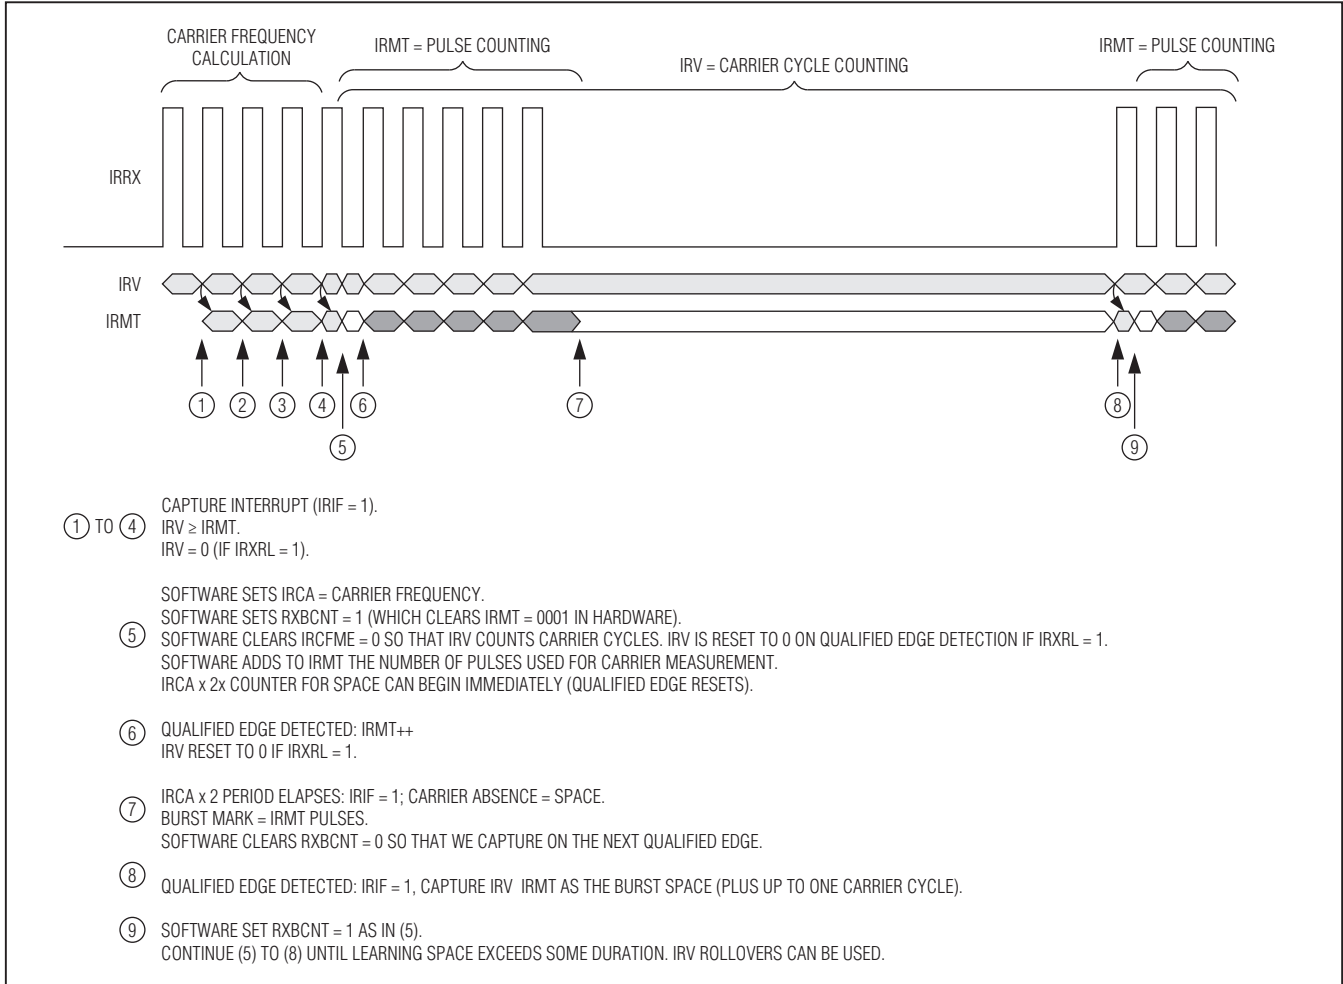 CARRIER FREQUENCY
CALCULATION
IRMT = PULSE COUNTING
IRV = CARRIER CYCLE COUNTING
IRMT = PULSE COUNTING
IRRX
IRV
IRMT
1
2
3
4
6
7
8
5
9
1 TO 4
CAPTURE INTERRUPT (IRIF = 1).
IRV ≥ IRMT.
IRV = 0 (IF IRXRL = 1).
5
SOFTWARE SETS IRCA = CARRIER FREQUENCY.
SOFTWARE SETS RXBCNT = 1 (WHICH CLEARS IRMT = 0001 IN HARDWARE).
SOFTWARE CLEARS IRCFME = 0 SO THAT IRV COUNTS CARRIER CYCLES. IRV IS RESET TO 0 ON QUALIFIED EDGE DETECTION IF IRXRL = 1.
SOFTWARE ADDS TO IRMT THE NUMBER OF PULSES USED FOR CARRIER MEASUREMENT.
IRCA x 2x COUNTER FOR SPACE CAN BEGIN IMMEDIATELY (QUALIFIED EDGE RESETS).
6
QUALIFIED EDGE DETECTED: IRMT++
IRV RESET TO 0 IF IRXRL = 1.
7
IRCA x 2 PERIOD ELAPSES: IRIF = 1; CARRIER ABSENCE = SPACE.
BURST MARK = IRMT PULSES.
SOFTWARE CLEARS RXBCNT = 0 SO THAT WE CAPTURE ON THE NEXT QUALIFIED EDGE.
8
QUALIFIED EDGE DETECTED: IRIF = 1, CAPTURE IRV IRMT AS THE BURST SPACE (PLUS UP TO ONE CARRIER CYCLE).
9
SOFTWARE SET RXBCNT = 1 AS IN (5).
CONTINUE (5) TO (8) UNTIL LEARNING SPACE EXCEEDS SOME DURATION. IRV ROLLOVERS CAN BE USED.